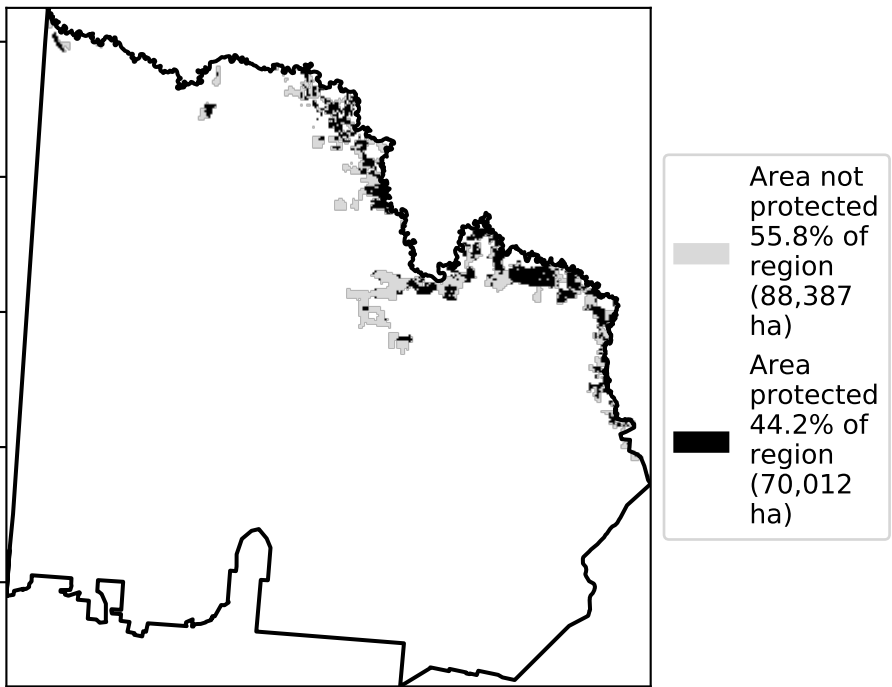 Area not
protected
55.8% of
region
(88,387
ha)
Area
protected
44.2% of
region
(70,012
ha)